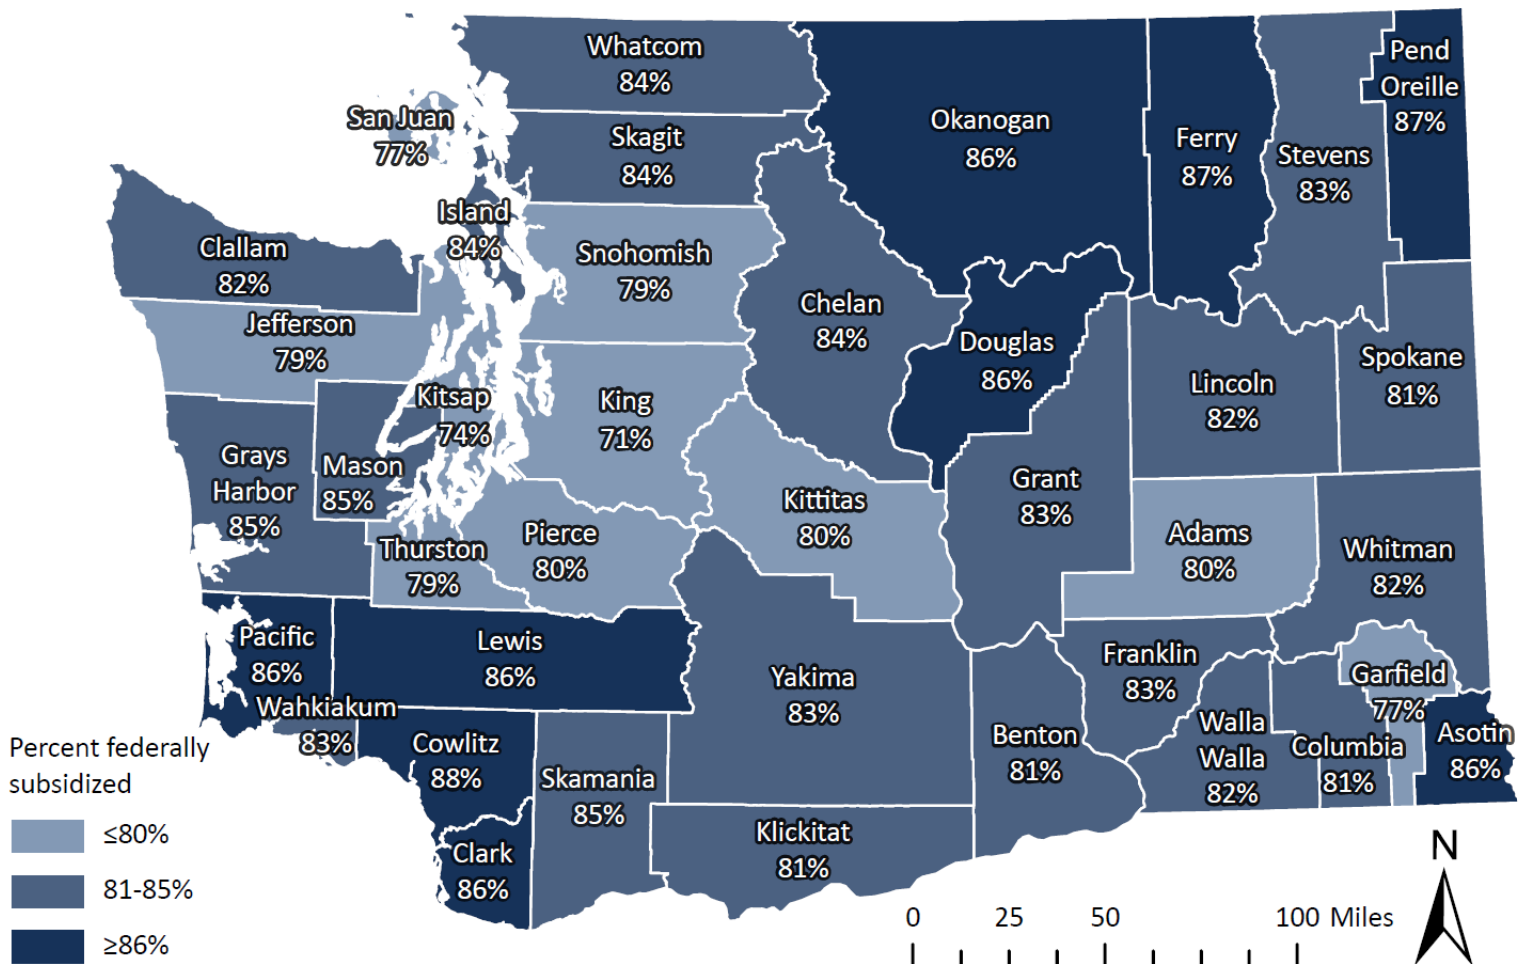 Whatcom
84%
San Juan
77%
Skagit
84%
Island
84%
Okanogan
86%
Ferry
87%
Stevens
83%
Pend
Oreille
87%
Clallam
82%
Snohomish
79%
Jefferson
79%
Chelan
84%
Douglas
86%
Lincoln
82%
Spokane
81%
Kitsap
74%
King
71%
Grays
Harbor
85%
Mason
85%
Kittitas
80%
Grant
83%
Adams
80%
Whitman
82%
Thurston
79%
Pierce
80%
Pacific
86%
Lewis
86%
Yakima
83%
Franklin
83%
Garfield
77%
Wahkiakum
83%
Cowlitz
88%
Skamania
85%
Benton
81%
Walla
Walla
82%
Columbia
81%
Asotin
86%
Clark
86%
Klickitat
81%
Percent federally
subsidized
≤80%
81-85%
≥86%
N
0 25 50 100 Miles